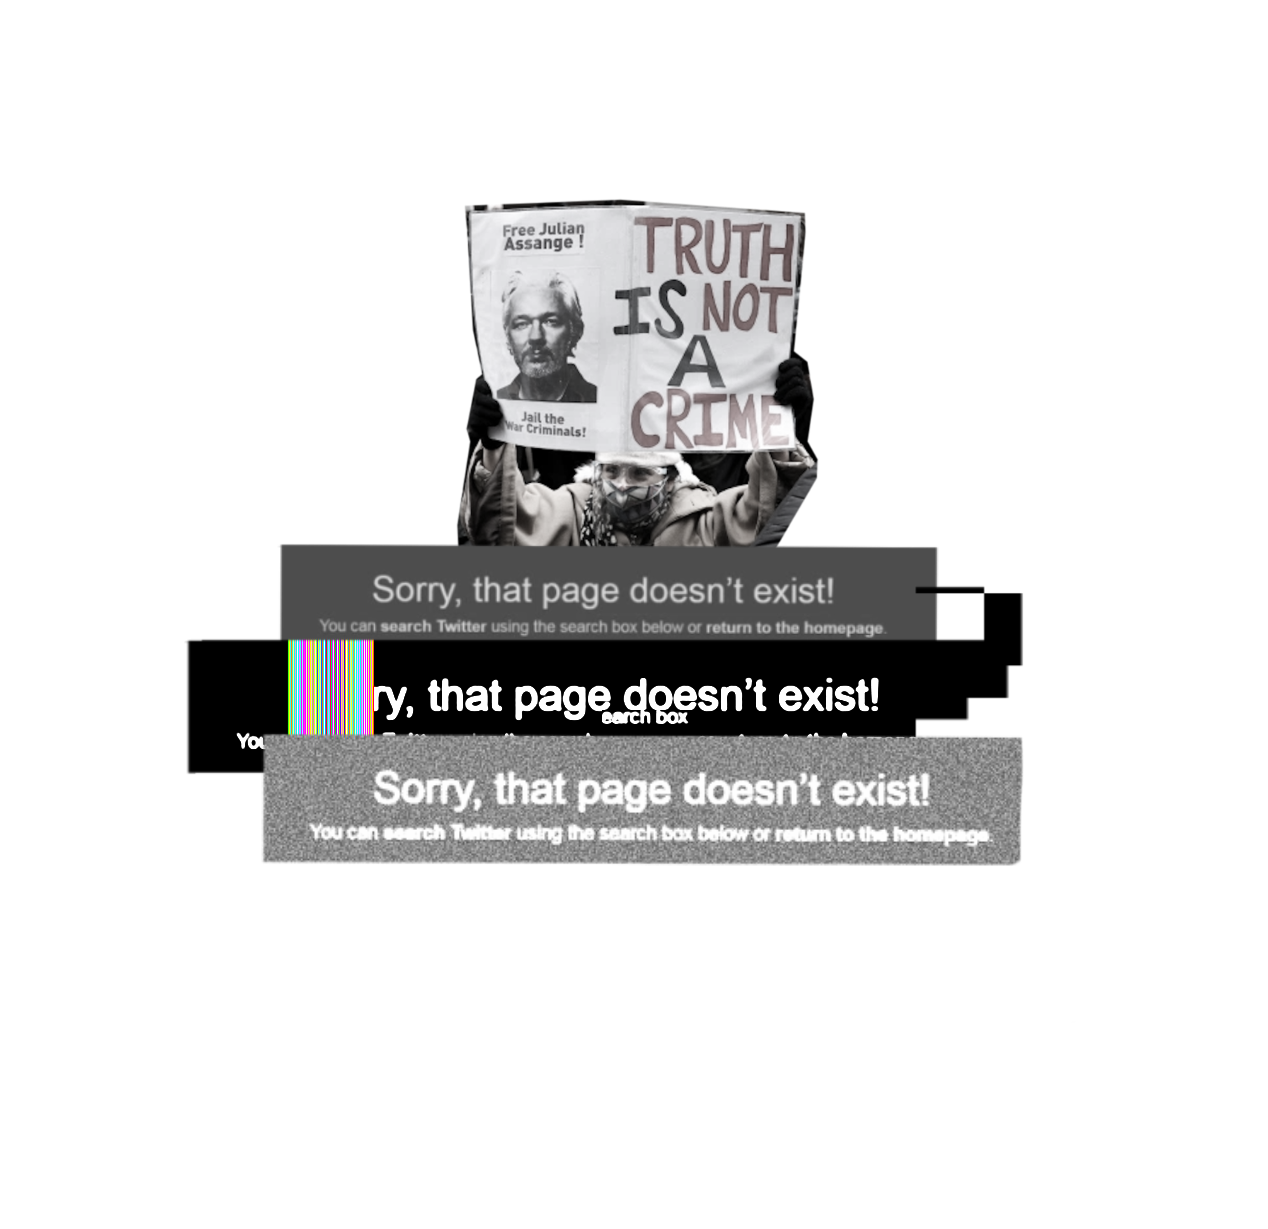 Free Julian
Assange !
Jail the
War Criminals!
TRUTH
IS NOT
A
CRIME
Sorry, that page doesn't exist!
You can search Twitter using the search box below or return to the homepage.
ry, that page doesn't exist!
earch box
You
Sorry, that page doesn't exist!
You can search Twitter using the search box below or return to the homepage.